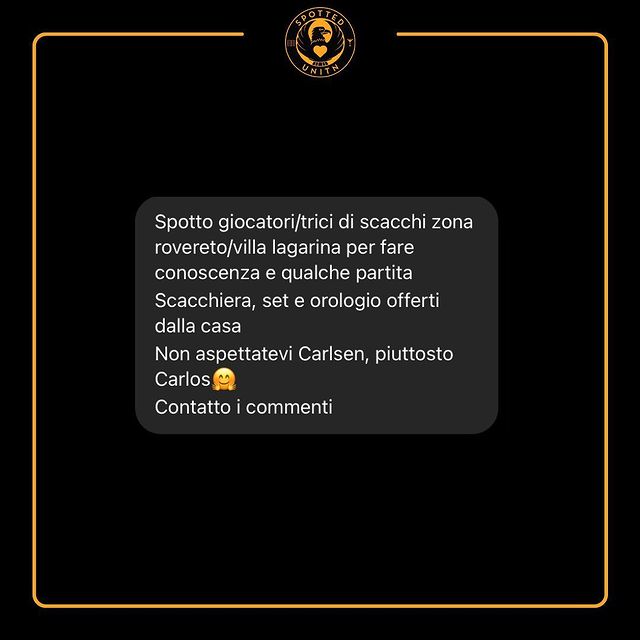 SPOTTED
UNITN
Spotto giocatori/trici di scacchi zona
rovereto/villa lagarina per fare
conoscenza e qualche partita
Scacchiera, set e orologio offerti
dalla casa
Non aspettatevi Carlsen, piuttosto
Carlos🤗
Contatto i commenti